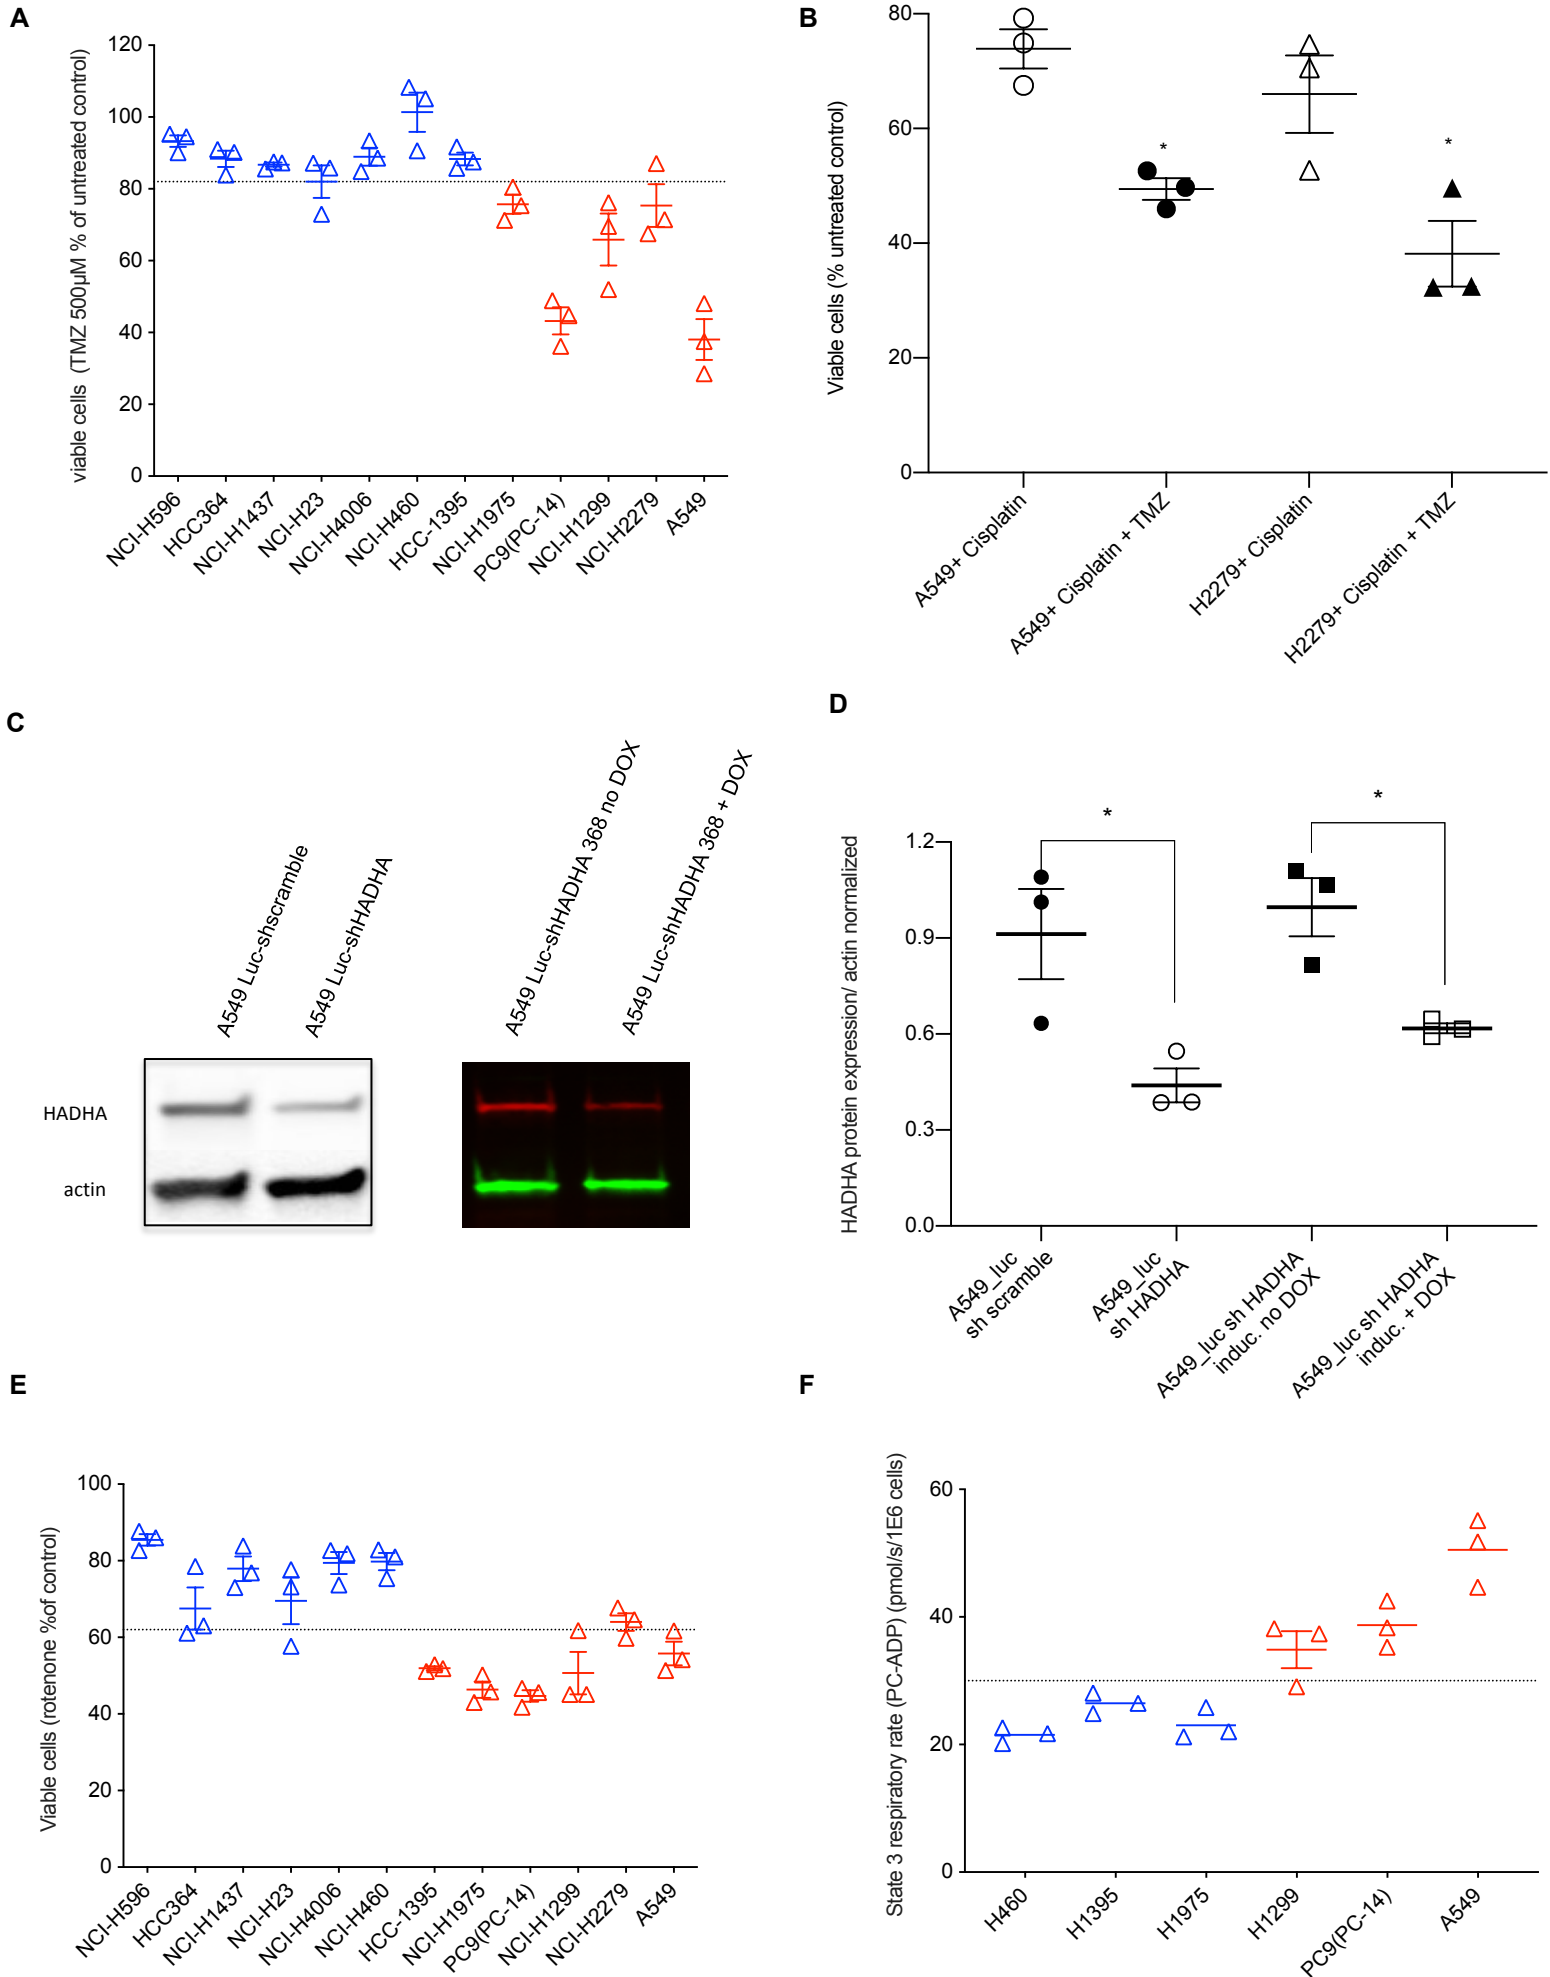 A
viable cells  (TMZ 500µM % of untreated control)
120
100
80
60
40
20
0
NCI-H596
HCC364
NCI-H1437
NCI-H23
NCI-H4006
NCI-H460
HCC-1395
NCI-H1975
PC9(PC-14)
NCI-H1299
NCI-H2279
A549
B
Viable cells (% untreated control)
80
60
40
20
0
*
*
A549+ Cisplatin
A549+ Cisplatin + TMZ
H2279+ Cisplatin
H2279+ Cisplatin + TMZ
C
A549 Luc-shscramble
A549 Luc-shHADHA
A549 Luc-shHADHA 368 no DOX
A549 Luc-shHADHA 368 + DOX
HADHA
actin
D
HADHA protein expression/ actin normalized
1.2
0.9
0.6
0.3
0.0
*
*
A549_luc
sh scramble
A549_luc
sh HADHA
A549_luc sh HADHA
induc. no DOX
A549_luc sh HADHA
induc. + DOX
E
Viable cells (rotenone %of control)
100
80
60
40
20
0
NCI-H596
HCC364
NCI-H1437
NCI-H23
NCI-H4006
NCI-H460
HCC-1395
NCI-H1975
PC9(PC-14)
NCI-H1299
NCI-H2279
A549
F
State 3 respiratory rate (PC-ADP) (pmol/s/1E6 cells)
60
40
20
0
H460
H1395
H1975
H1299
PC9(PC-14)
A549